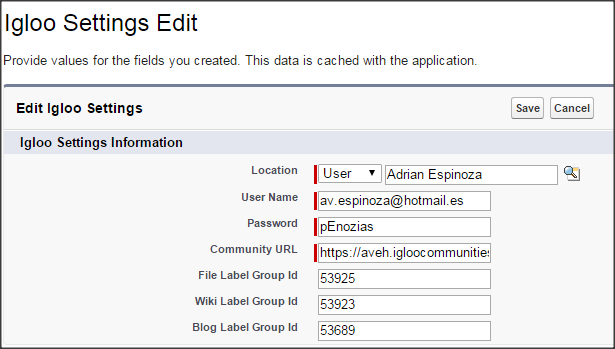 Igloo Settings Edit
Provide values for the fields you created. This data is cached with the application.
Edit Igloo Settings Save Cancel
Igloo Settings Information
Location User Adrian Espinoza
User Name av.espinoza@hotmail.es
Password pEnozias
Community URL https://aveh.igloocommunities
File Label Group Id 53925
Wiki Label Group Id 53923
Blog Label Group Id 53689